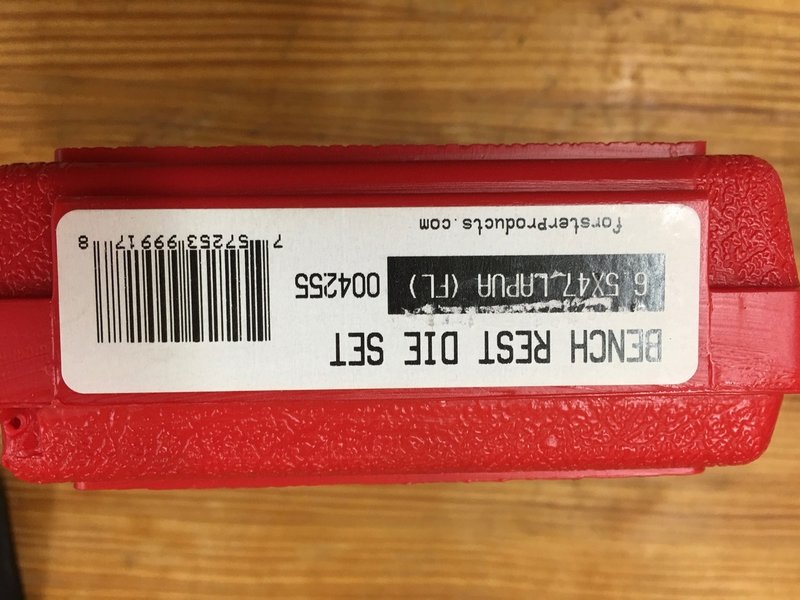 BENCH REST DIE SET
6.5X47 LAPUA (FL) 004255
forsterProducts.com
7 57253 99917 8